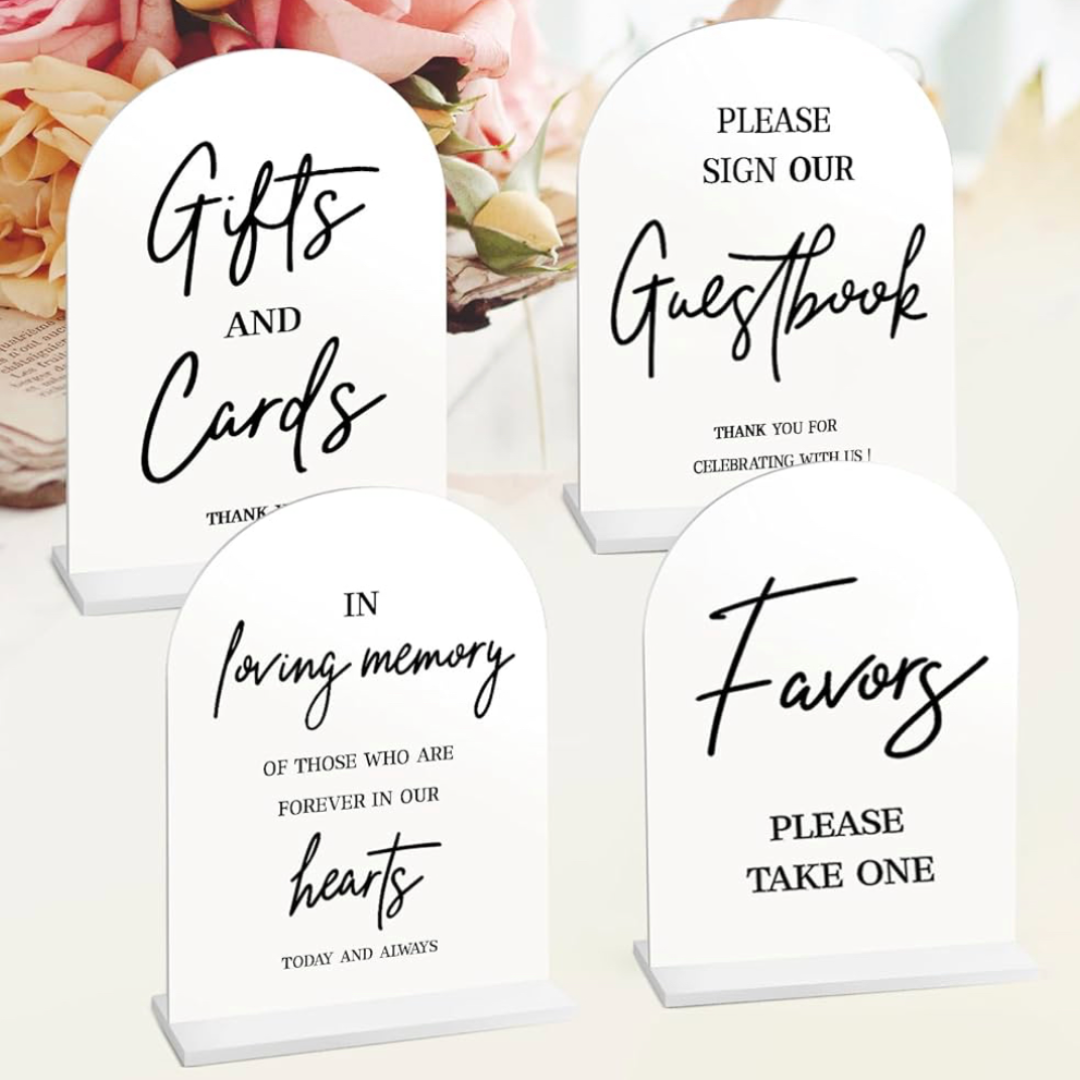 Gifts
AND
Cards
THANK
PLEASE
SIGN OUR
Guestbook
THANK YOU FOR
CELEBRATING WITH US !
IN
loving memory
OF THOSE WHO ARE
FOREVER IN OUR
hearts
TODAY AND ALWAYS
Favors
PLEASE
TAKE ONE